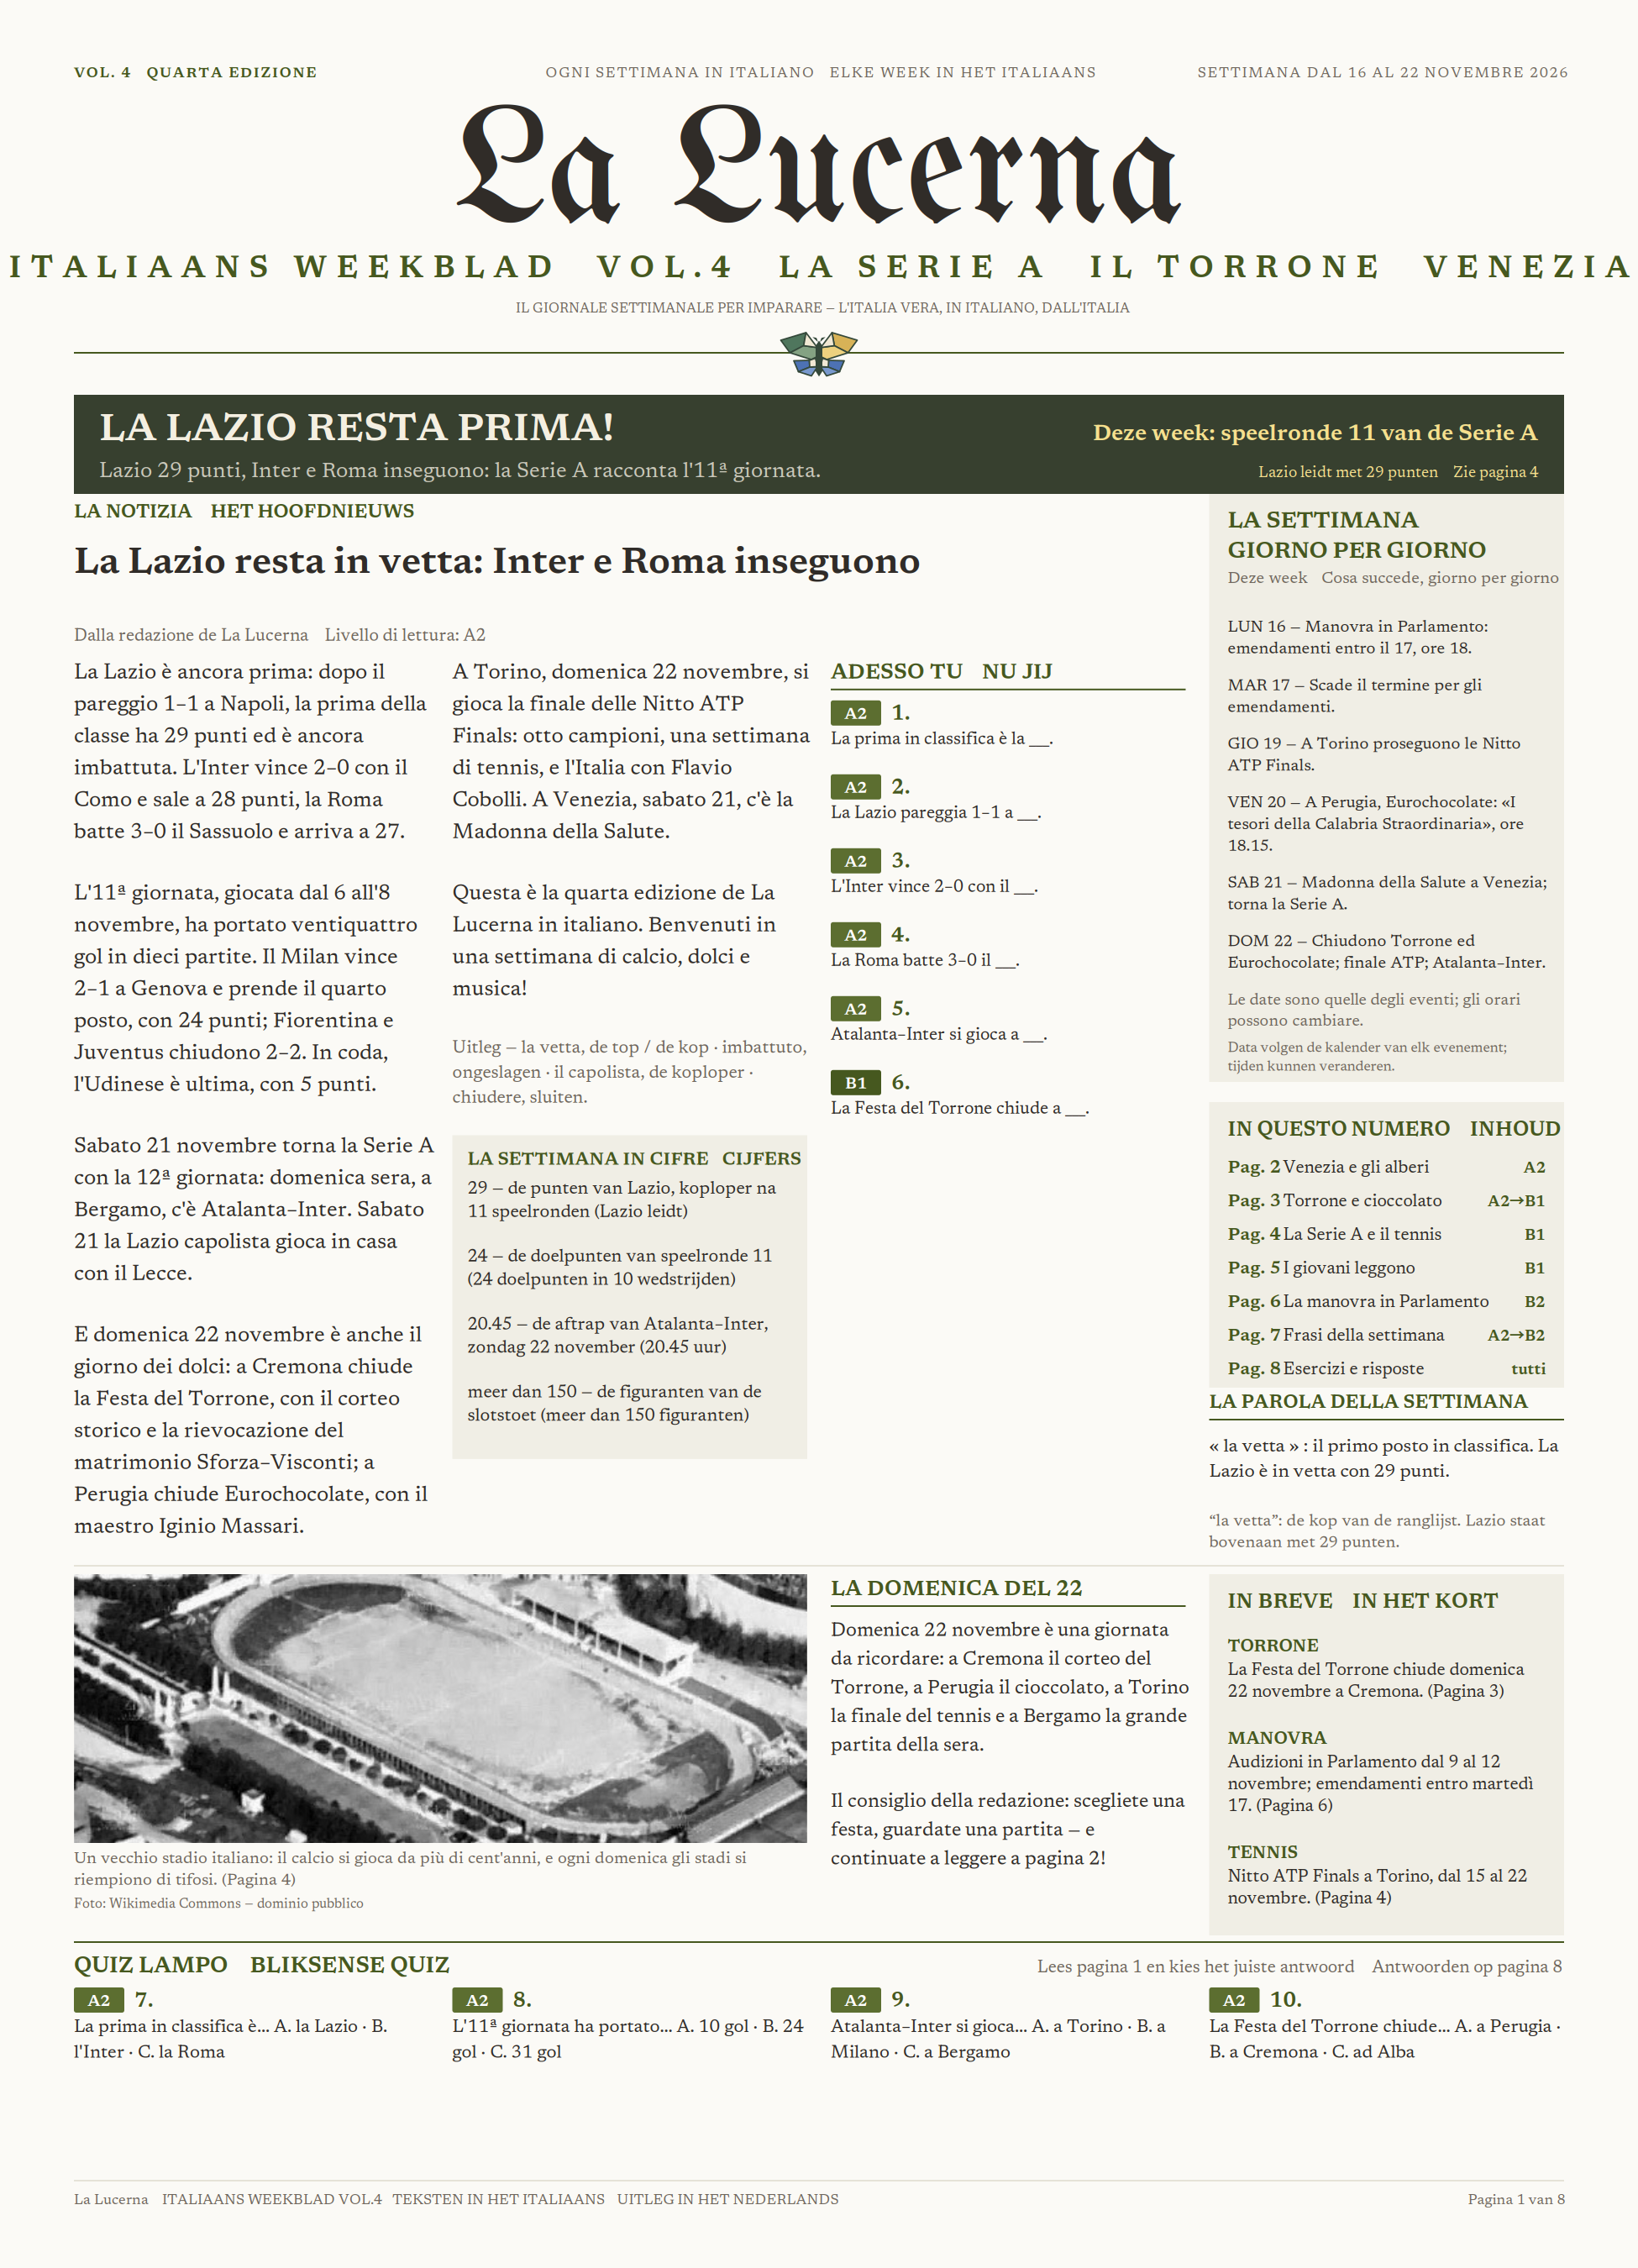 VOL. 4 QUARTA EDIZIONE
OGNI SETTIMANA IN ITALIANO ELKE WEEK IN HET ITALIAANS
SETTIMANA DAL 16 AL 22 NOVEMBRE 2026
La Lucerna
ITALIAANS WEEKBLAD VOL.4 LA SERIE A IL TORRONE VENEZIA
IL GIORNALE SETTIMANALE PER IMPARARE – L'ITALIA VERA, IN ITALIANO, DALL'ITALIA
LA LAZIO RESTA PRIMA!
Lazio 29 punti, Inter e Roma inseguono: la Serie A racconta l'11ª giornata.
Deze week: speelronde 11 van de Serie A
Lazio leidt met 29 punten Zie pagina 4
LA NOTIZIA HET HOOFDNIEUWS
La Lazio resta in vetta: Inter e Roma inseguono
Dalla redazione de La Lucerna Livello di lettura: A2
La Lazio è ancora prima: dopo il
pareggio 1–1 a Napoli, la prima della
classe ha 29 punti ed è ancora
imbattuta. L'Inter vince 2–0 con il
Como e sale a 28 punti, la Roma
batte 3–0 il Sassuolo e arriva a 27.
L'11ª giornata, giocata dal 6 all'8
novembre, ha portato ventiquattro
gol in dieci partite. Il Milan vince
2–1 a Genova e prende il quarto
posto, con 24 punti; Fiorentina e
Juventus chiudono 2–2. In coda,
l'Udinese è ultima, con 5 punti.
Sabato 21 novembre torna la Serie A
con la 12ª giornata: domenica sera, a
Bergamo, c'è Atalanta–Inter. Sabato
21 la Lazio capolista gioca in casa
con il Lecce.
E domenica 22 novembre è anche il
giorno dei dolci: a Cremona chiude
la Festa del Torrone, con il corteo
storico e la rievocazione del
matrimonio Sforza–Visconti; a
Perugia chiude Eurochocolate, con il
maestro Iginio Massari.
A Torino, domenica 22 novembre, si
gioca la finale delle Nitto ATP
Finals: otto campioni, una settimana
di tennis, e l'Italia con Flavio
Cobolli. A Venezia, sabato 21, c'è la
Madonna della Salute.
Questa è la quarta edizione de La
Lucerna in italiano. Benvenuti in
una settimana di calcio, dolci e
musica!
Uitleg – la vetta, de top / de kop · imbattuto,
ongeslagen · il capolista, de koploper ·
chiudere, sluiten.
LA SETTIMANA IN CIFRE CIJFERS
29 – de punten van Lazio, koploper na
11 speelronden (Lazio leidt)
24 – de doelpunten van speelronde 11
(24 doelpunten in 10 wedstrijden)
20.45 – de aftrap van Atalanta–Inter,
zondag 22 november (20.45 uur)
meer dan 150 – de figuranten van de
slotstoet (meer dan 150 figuranten)
ADESSO TU NU JIJ
A2 1.
La prima in classifica è la __.
A2 2.
La Lazio pareggia 1–1 a __.
A2 3.
L'Inter vince 2–0 con il __.
A2 4.
La Roma batte 3–0 il __.
A2 5.
Atalanta–Inter si gioca a __.
B1 6.
La Festa del Torrone chiude a __.
LA SETTIMANA
GIORNO PER GIORNO
Deze week Cosa succede, giorno per giorno
LUN 16 – Manovra in Parlamento:
emendamenti entro il 17, ore 18.
MAR 17 – Scade il termine per gli
emendamenti.
GIO 19 – A Torino proseguono le Nitto
ATP Finals.
VEN 20 – A Perugia, Eurochocolate: «I
tesori della Calabria Straordinaria», ore
18.15.
SAB 21 – Madonna della Salute a Venezia;
torna la Serie A.
DOM 22 – Chiudono Torrone ed
Eurochocolate; finale ATP; Atalanta–Inter.
Le date sono quelle degli eventi; gli orari
possono cambiare.
Data volgen de kalender van elk evenement;
tijden kunnen veranderen.
IN QUESTO NUMERO INHOUD
Pag. 2 Venezia e gli alberi A2
Pag. 3 Torrone e cioccolato A2→B1
Pag. 4 La Serie A e il tennis B1
Pag. 5 I giovani leggono B1
Pag. 6 La manovra in Parlamento B2
Pag. 7 Frasi della settimana A2→B2
Pag. 8 Esercizi e risposte tutti
LA PAROLA DELLA SETTIMANA
« la vetta » : il primo posto in classifica. La
Lazio è in vetta con 29 punti.
“la vetta”: de kop van de ranglijst. Lazio staat
bovenaan met 29 punten.
Un vecchio stadio italiano: il calcio si gioca da più di cent'anni, e ogni domenica gli stadi si
riempiono di tifosi. (Pagina 4)
Foto: Wikimedia Commons – dominio pubblico
LA DOMENICA DEL 22
Domenica 22 novembre è una giornata
da ricordare: a Cremona il corteo del
Torrone, a Perugia il cioccolato, a Torino
la finale del tennis e a Bergamo la grande
partita della sera.
Il consiglio della redazione: scegliete una
festa, guardate una partita – e
continuate a leggere a pagina 2!
IN BREVE IN HET KORT
TORRONE
La Festa del Torrone chiude domenica
22 novembre a Cremona. (Pagina 3)
MANOVRA
Audizioni in Parlamento dal 9 al 12
novembre; emendamenti entro martedì
17. (Pagina 6)
TENNIS
Nitto ATP Finals a Torino, dal 15 al 22
novembre. (Pagina 4)
QUIZ LAMPO BLIKSENSE QUIZ
Lees pagina 1 en kies het juiste antwoord Antwoorden op pagina 8
A2 7.
La prima in classifica è... A. la Lazio · B.
l'Inter · C. la Roma
A2 8.
L'11ª giornata ha portato... A. 10 gol · B. 24
gol · C. 31 gol
A2 9.
Atalanta–Inter si gioca... A. a Torino · B. a
Milano · C. a Bergamo
A2 10.
La Festa del Torrone chiude... A. a Perugia ·
B. a Cremona · C. ad Alba
La Lucerna ITALIAANS WEEKBLAD VOL.4 TEKSTEN IN HET ITALIAANS UITLEG IN HET NEDERLANDS
Pagina 1 van 8